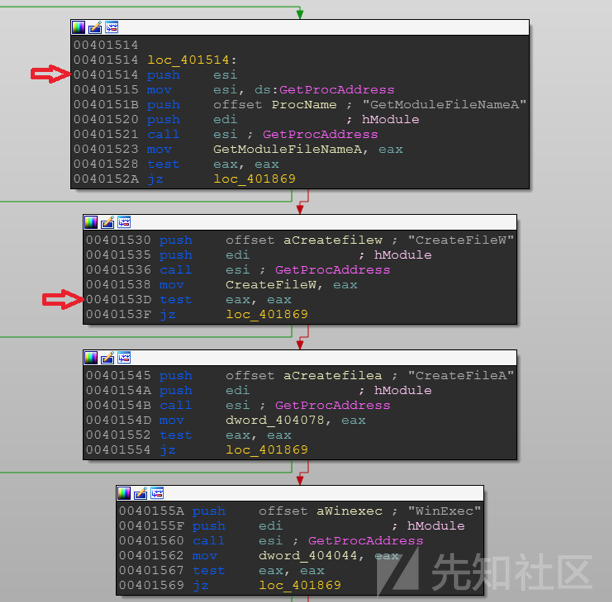 00401514
00401514 loc_401514:
00401514 push esi
00401515 mov esi, ds:GetProcAddress
0040151B push offset ProcName ; "GetModuleFileNameA"
00401520 push edi ; hModule
00401521 call esi ; GetProcAddress
00401523 mov GetModuleFileNameA, eax
00401528 test eax, eax
0040152A jz loc_401869
00401530 push offset aCreatefilew ; "CreateFileW"
00401535 push edi ; hModule
00401536 call esi ; GetProcAddress
00401538 mov CreateFileW, eax
0040153D test eax, eax
0040153F jz loc_401869
00401545 push offset aCreatefilea ; "CreateFileA"
0040154A push edi ; hModule
0040154B call esi ; GetProcAddress
0040154D mov dword_404078, eax
00401552 test eax, eax
00401554 jz loc_401869
0040155A push offset aWinexec ; "WinExec"
0040155F push edi ; hModule
00401560 call esi ; GetProcAddress
00401562 mov dword_404044, eax
00401567 test eax, eax
00401569 jz loc_401869
先知社区